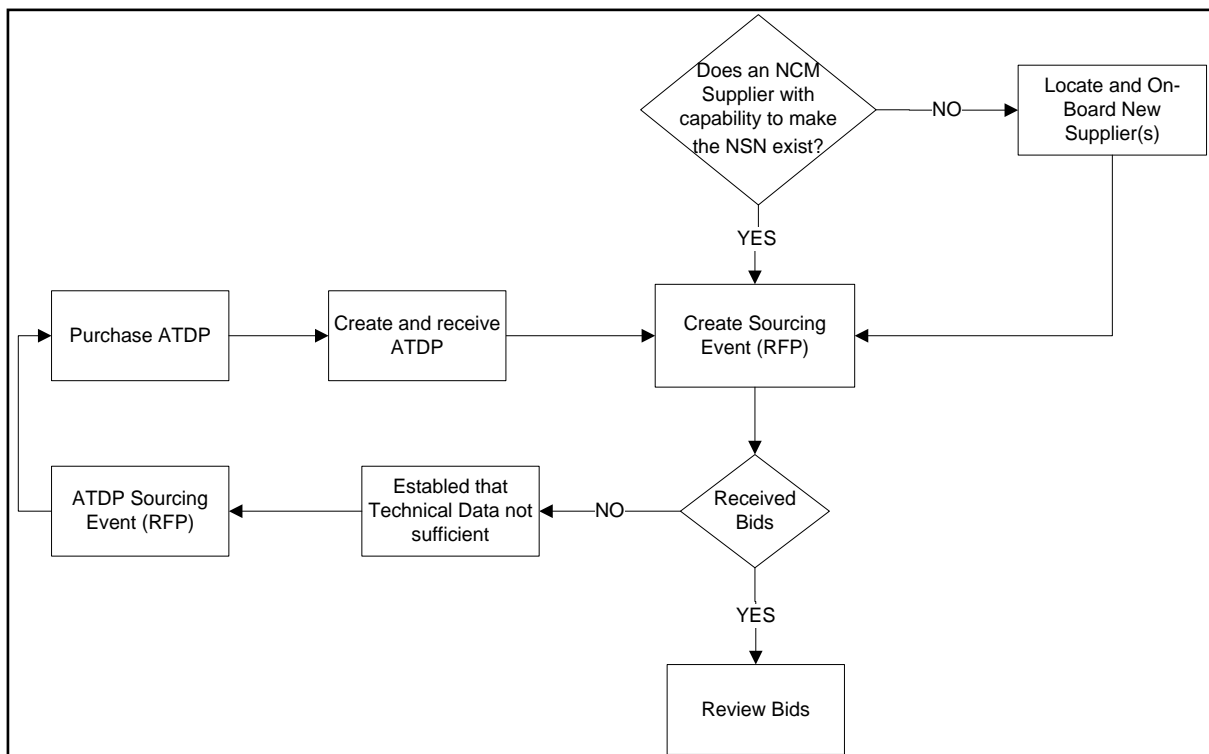 Does an NCM
Supplier with
capability to make
the NSN exist?
NO
Locate and On-
Board New
Supplier(s)
YES
Purchase ATDP
Create and receive
ATDP
Create Sourcing
Event (RFP)
ATDP Sourcing
Event (RFP)
Establed that
Technical Data not
sufficient
NO
Received
Bids
YES
Review Bids